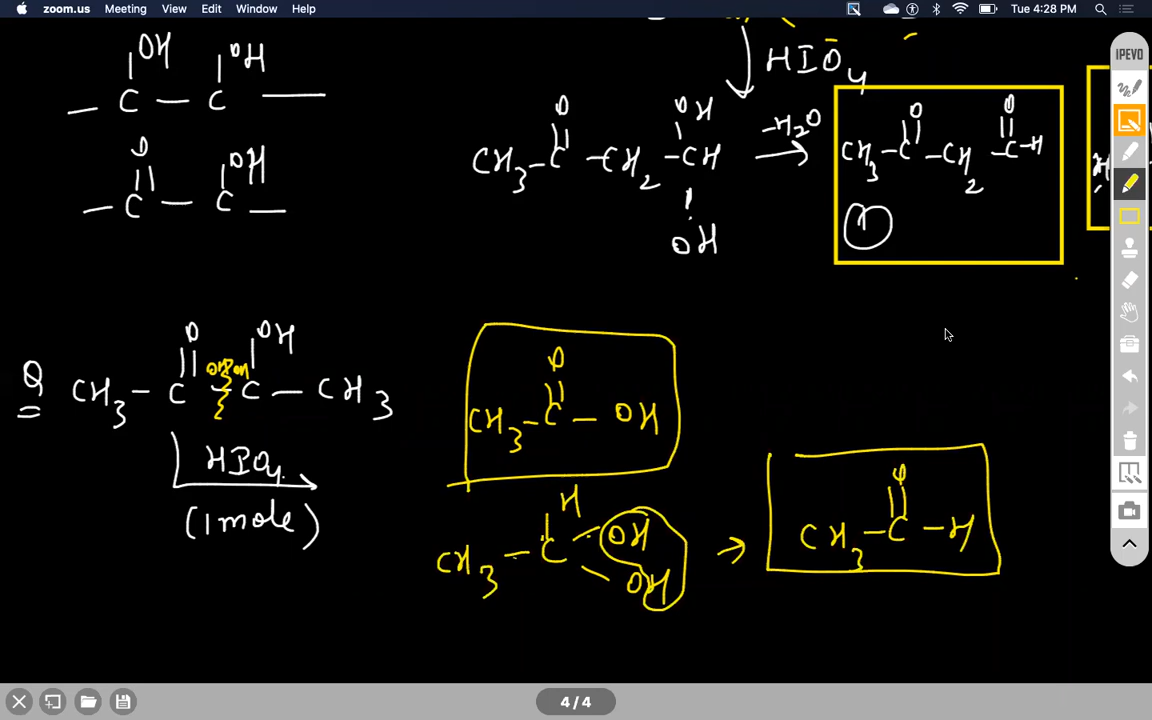 zoom.us Meeting View Edit Window Help Tue 4:28 PM
IPEVO
OH OH
— C — C —
O OH
— C — C —
HIO4
O OH
CH3 — C — CH2 — CH
OH
-H2O
O O
CH3 — C — CH2 — C — H
1
Q
O OH
CH3 — C — C — CH3
OH OH
HIO4
(1 mole)
O
CH3 — C — OH
H
CH3 — C — OH
OH
O
CH3 — C — H
4 / 4